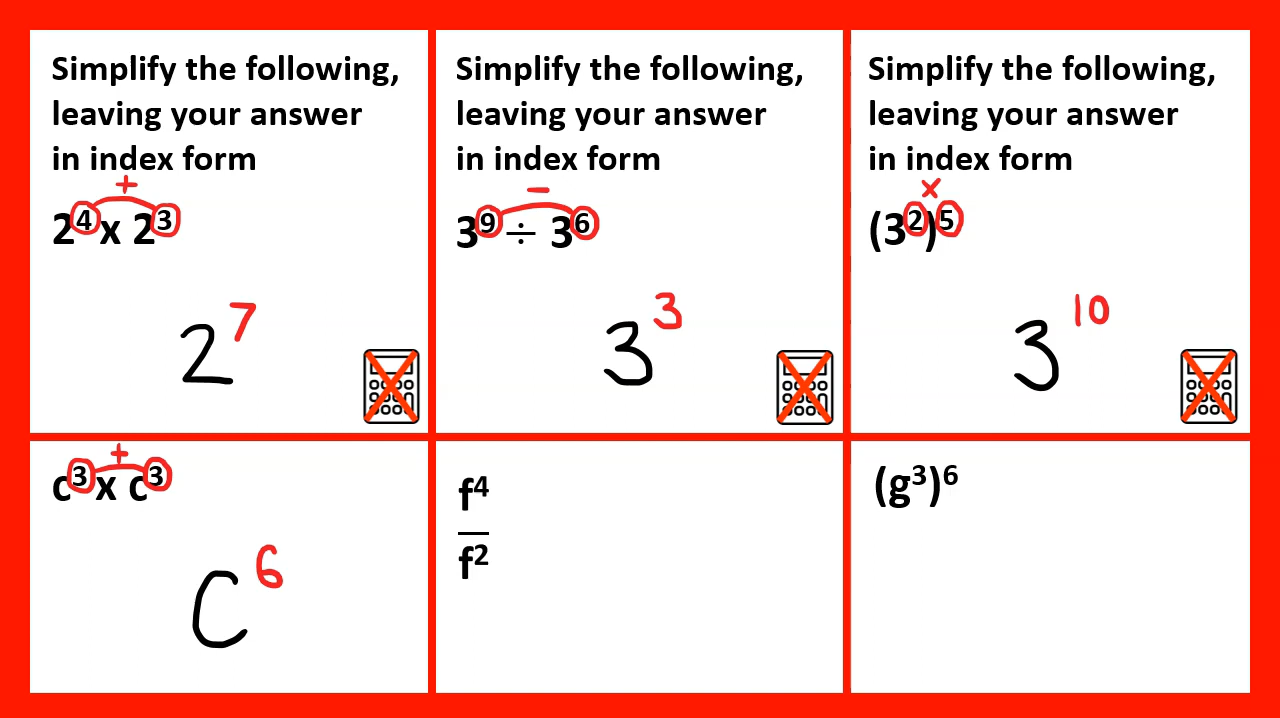 Simplify the following,
leaving your answer
in index form
+
2⁴ x 2³
2⁷
Simplify the following,
leaving your answer
in index form
−
3⁹ ÷ 3⁶
3³
Simplify the following,
leaving your answer
in index form
×
(3²)⁵
3¹⁰
+
c³ x c³
c⁶
f⁴
f²
(g³)⁶